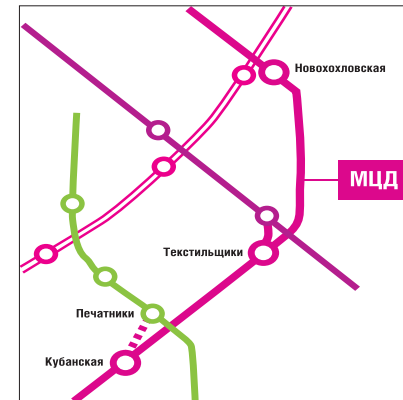 Новохохловская
МЦД
Текстильщики
Печатники
Кубанская